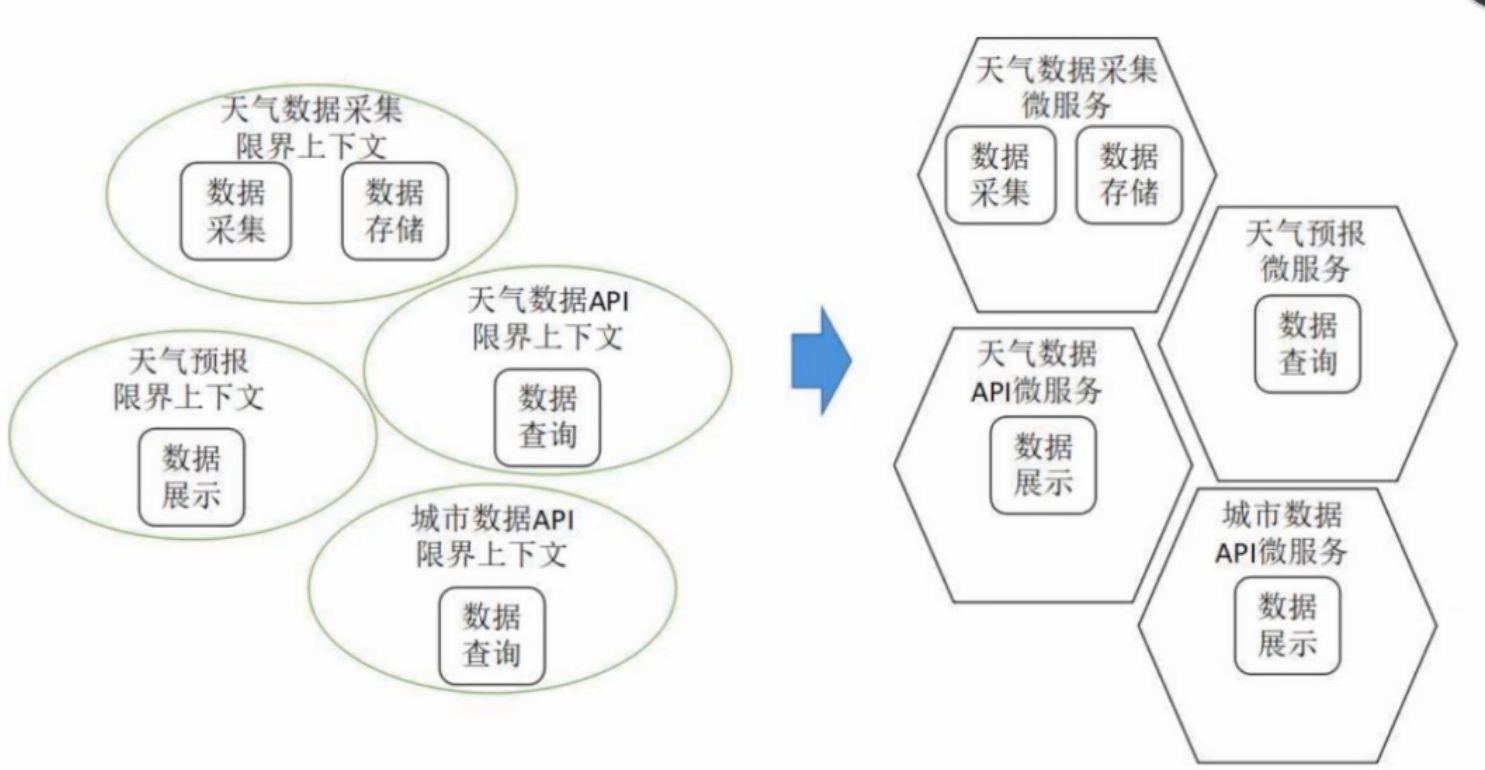 天气数据采集
限界上下文
数据
采集
数据
存储
天气数据API
限界上下文
数据
查询
天气预报
限界上下文
数据
展示
城市数据API
限界上下文
数据
查询
天气数据采集
微服务
数据
采集
数据
存储
天气预报
微服务
数据
查询
天气数据
API微服务
数据
展示
城市数据
API微服务
数据
展示